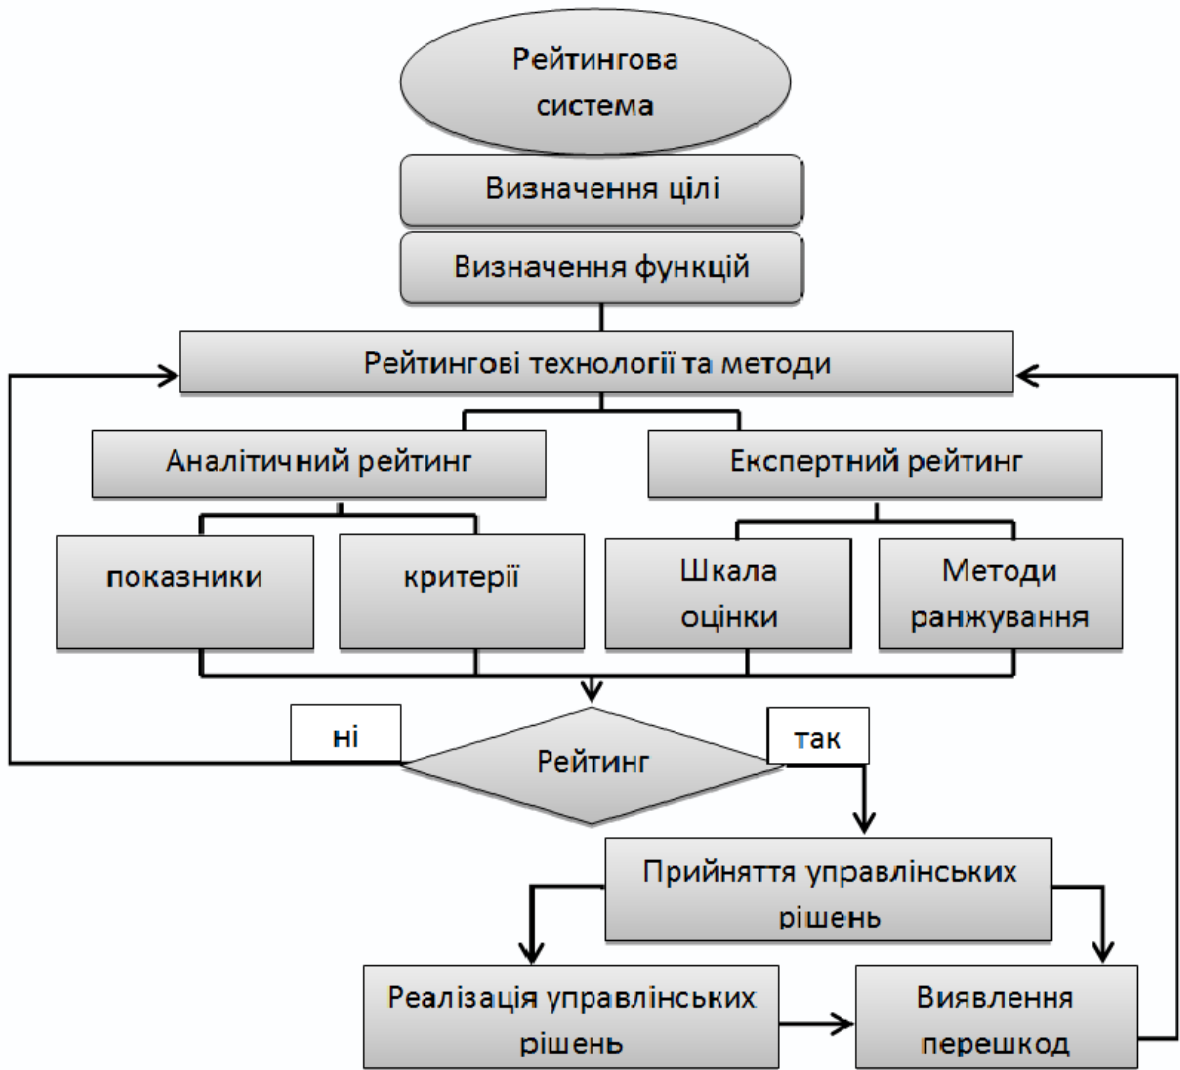 Рейтингова
система
Визначення цілі
Визначення функцій
Рейтингові технології та методи
Аналітичний рейтинг
Експертний рейтинг
показники
критерії
Шкала
оцінки
Методи
ранжування
ні
так
Рейтинг
Прийняття управлінських
рішень
Реалізація управлінських
рішень
Виявлення
перешкод